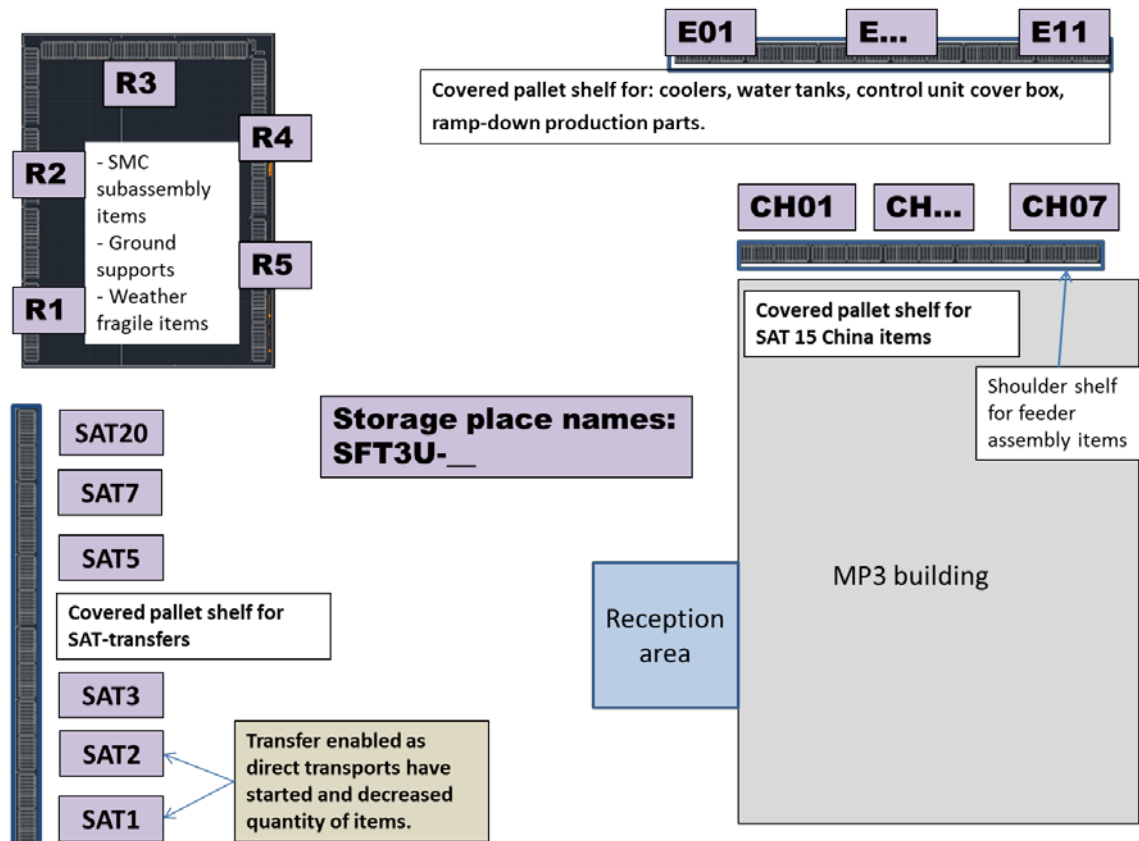 E01
E...
E11
Covered pallet shelf for: coolers, water tanks, control unit cover box,
ramp-down production parts.
R3
R4
R2
R5
R1
- SMC
subassembly
items
- Ground
supports
- Weather
fragile items
CH01
CH...
CH07
Covered pallet shelf for
SAT 15 China items
Shoulder shelf
for feeder
assembly items
Storage place names:
SFT3U-__
SAT20
SAT7
SAT5
Covered pallet shelf for
SAT-transfers
SAT3
SAT2
SAT1
Transfer enabled as
direct transports have
started and decreased
quantity of items.
Reception
area
MP3 building